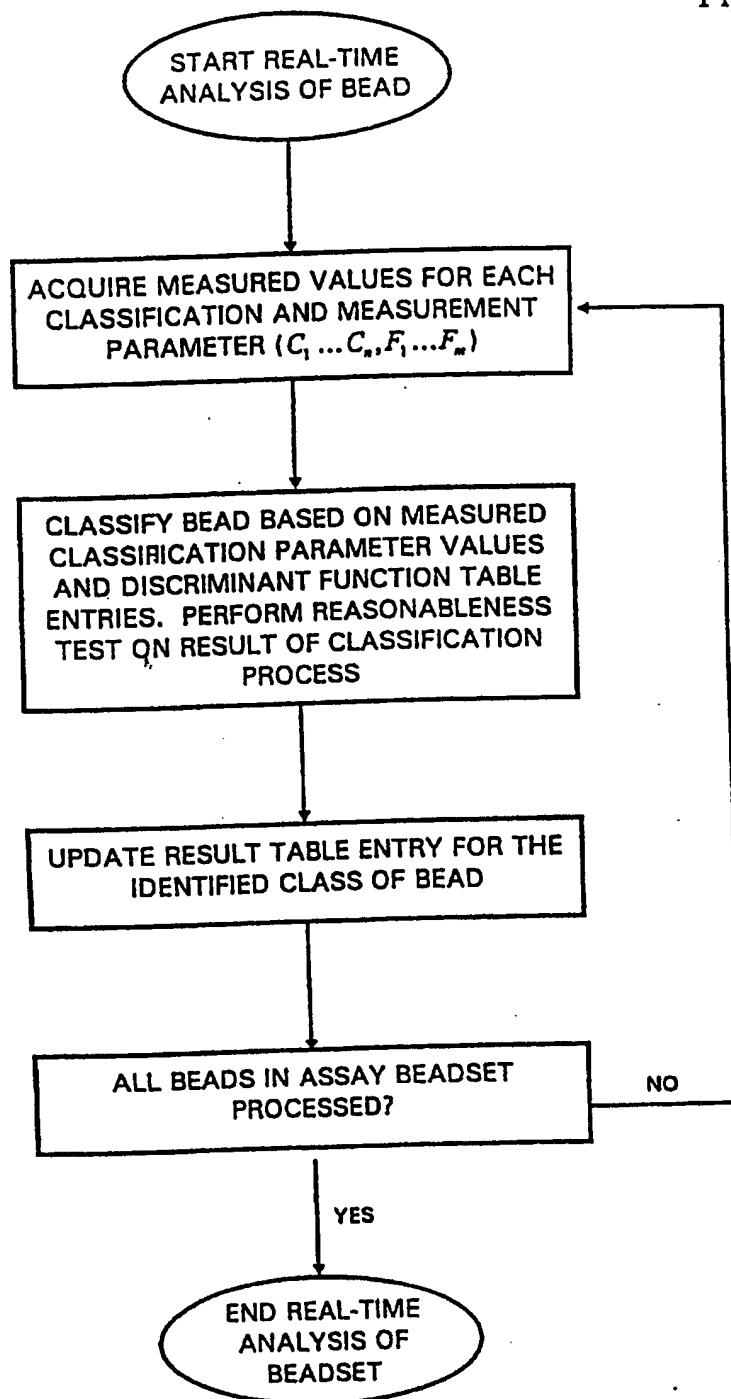 START REAL-TIME
ANALYSIS OF BEAD
ACQUIRE MEASURED VALUES FOR EACH
CLASSIFICATION AND MEASUREMENT
PARAMETER (C₁ ...Cₙ,F₁...Fₘ)
CLASSIFY BEAD BASED ON MEASURED
CLASSIFICATION PARAMETER VALUES
AND DISCRIMINANT FUNCTION TABLE
ENTRIES. PERFORM REASONABLENESS
TEST ON RESULT OF CLASSIFICATION
PROCESS
UPDATE RESULT TABLE ENTRY FOR THE
IDENTIFIED CLASS OF BEAD
ALL BEADS IN ASSAY BEADSET
PROCESSED?
NO
YES
END REAL-TIME
ANALYSIS OF
BEADSET